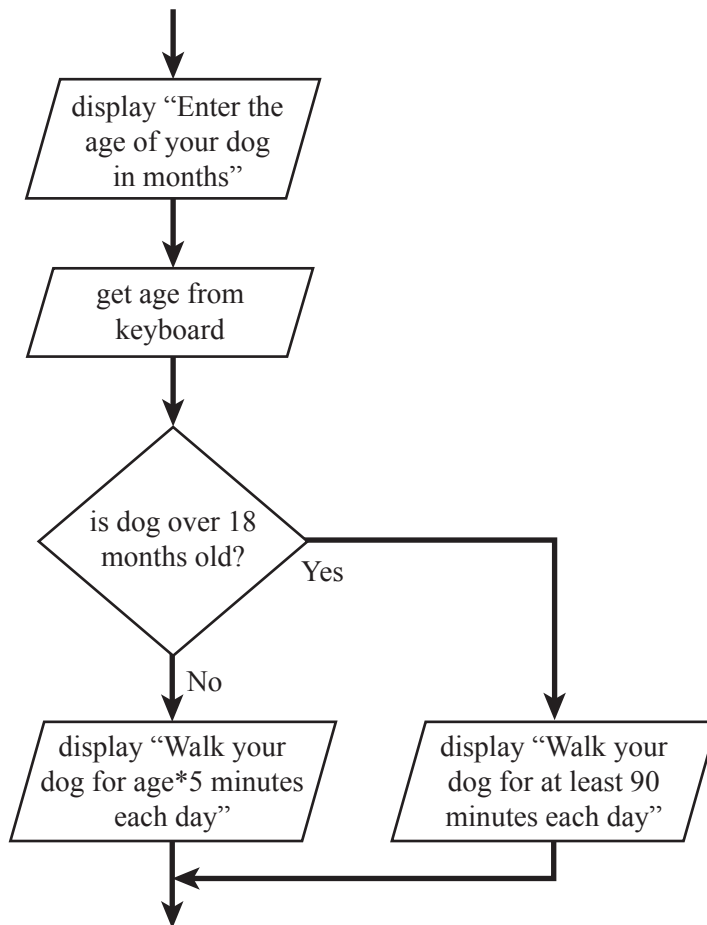 display “Enter the
age of your dog
in months”
get age from
keyboard
is dog over 18
months old?
Yes
No
display “Walk your
dog for age*5 minutes
each day”
display “Walk your
dog for at least 90
minutes each day”